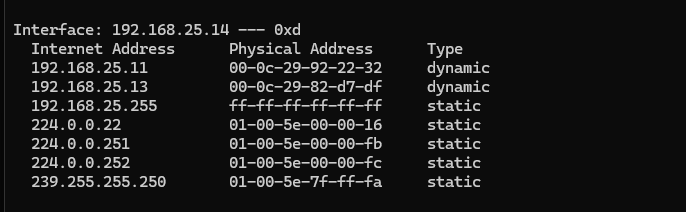 Interface: 192.168.25.14 --- 0xd
  Internet Address      Physical Address      Type
  192.168.25.11         00-0c-29-92-22-32     dynamic
  192.168.25.13         00-0c-29-82-d7-df     dynamic
  192.168.25.255        ff-ff-ff-ff-ff-ff     static
  224.0.0.22            01-00-5e-00-00-16     static
  224.0.0.251           01-00-5e-00-00-fb     static
  224.0.0.252           01-00-5e-00-00-fc     static
  239.255.255.250       01-00-5e-7f-ff-fa     static